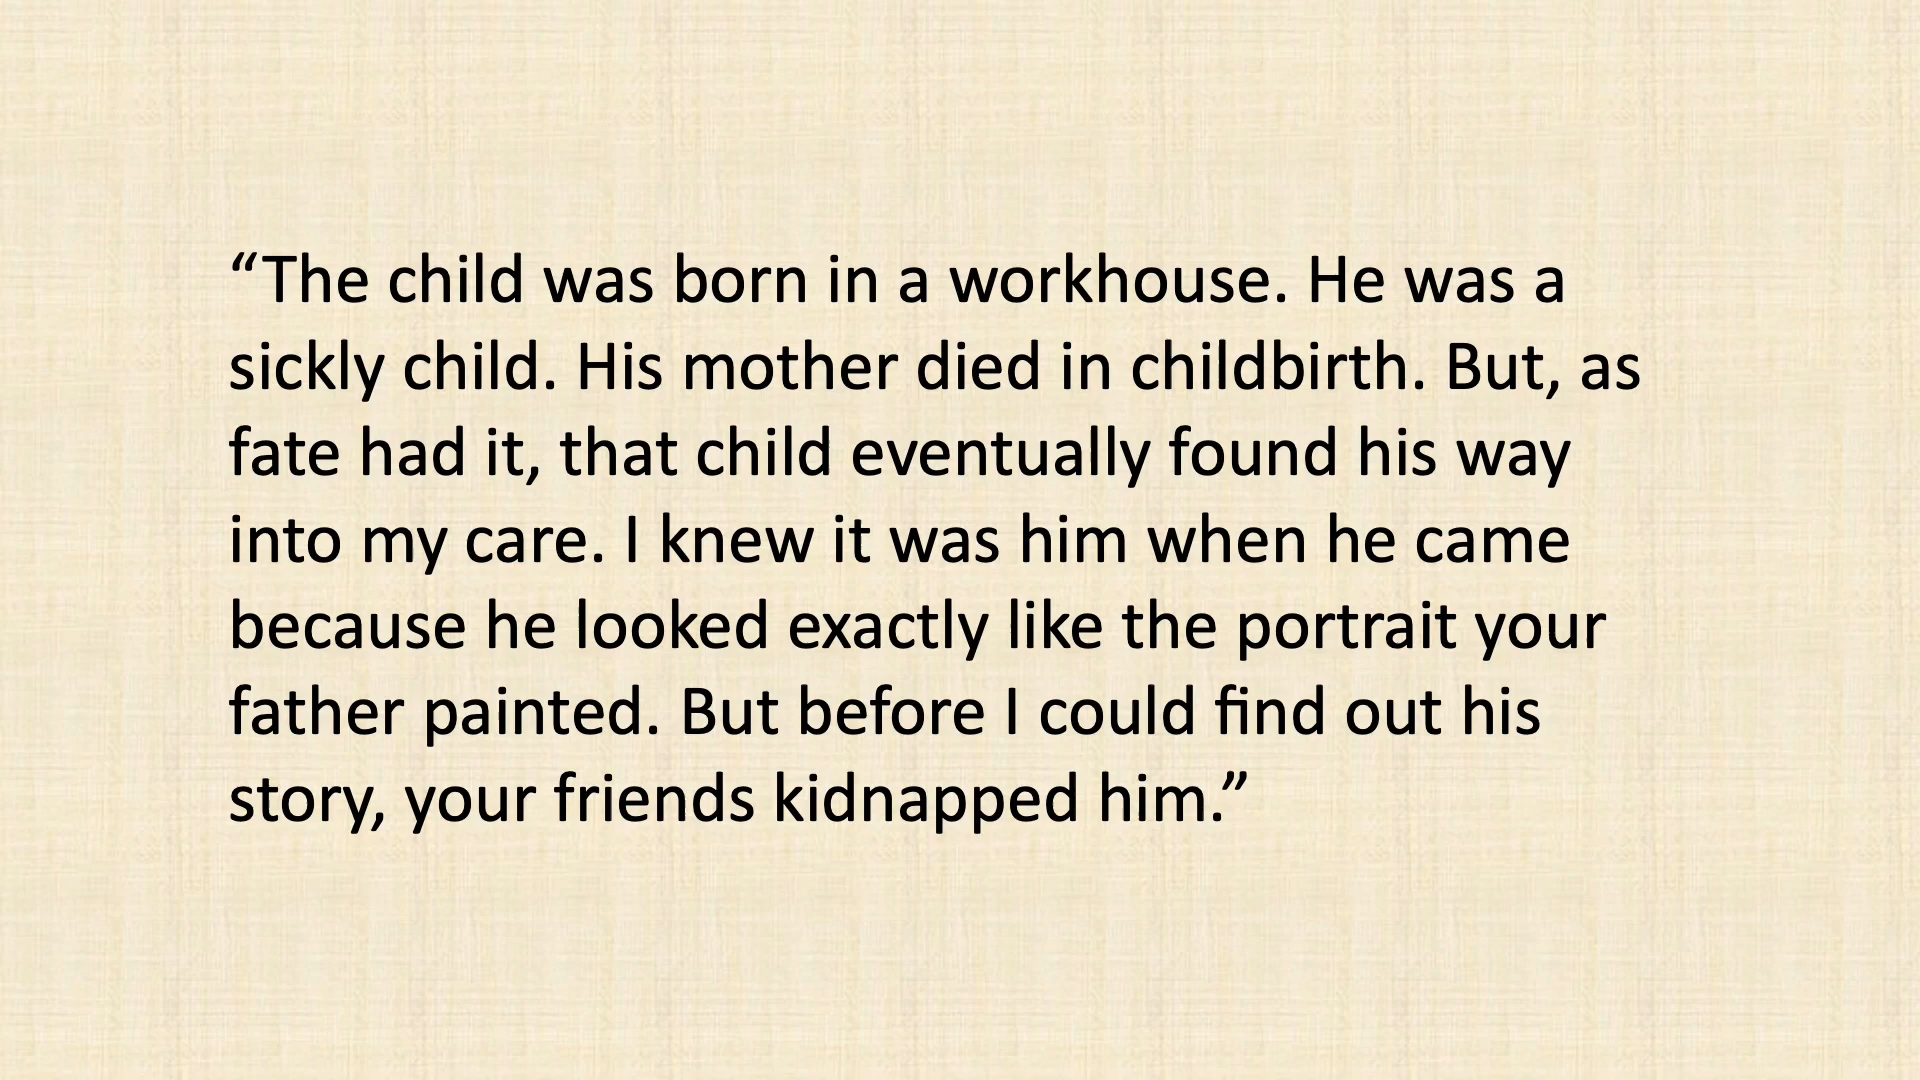 “The child was born in a workhouse. He was a
sickly child. His mother died in childbirth. But, as
fate had it, that child eventually found his way
into my care. I knew it was him when he came
because he looked exactly like the portrait your
father painted. But before I could find out his
story, your friends kidnapped him.”